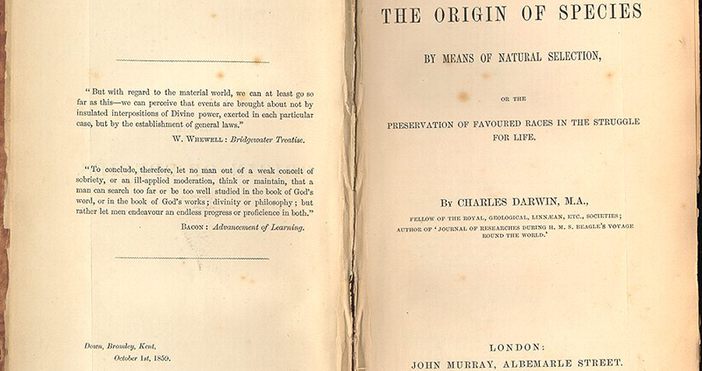 “But with regard to the material world, we can at least go so
far as this—we can perceive that events are brought about not by
insulated interpositions of Divine power, exerted in each particular
case, but by the establishment of general laws.”
W. Whewell: Bridgewater Treatise.
“To conclude, therefore, let no man out of a weak conceit of
sobriety, or an ill-applied moderation, think or maintain, that a
man can search too far or be too well studied in the book of God's
word, or in the book of God's works; divinity or philosophy; but
rather let men endeavour an endless progress or proficience in both.”
Bacon: Advancement of Learning.
Down, Bromley, Kent,
October 1st, 1859.
THE ORIGIN OF SPECIES
BY MEANS OF NATURAL SELECTION,
OR THE
PRESERVATION OF FAVOURED RACES IN THE STRUGGLE
FOR LIFE.
By CHARLES DARWIN, M.A.,
FELLOW OF THE ROYAL, GEOLOGICAL, LINNÆAN, ETC., SOCIETIES;
AUTHOR OF ‘JOURNAL OF RESEARCHES DURING H. M. S. BEAGLE'S VOYAGE
ROUND THE WORLD.’
LONDON:
JOHN MURRAY, ALBEMARLE STREET.